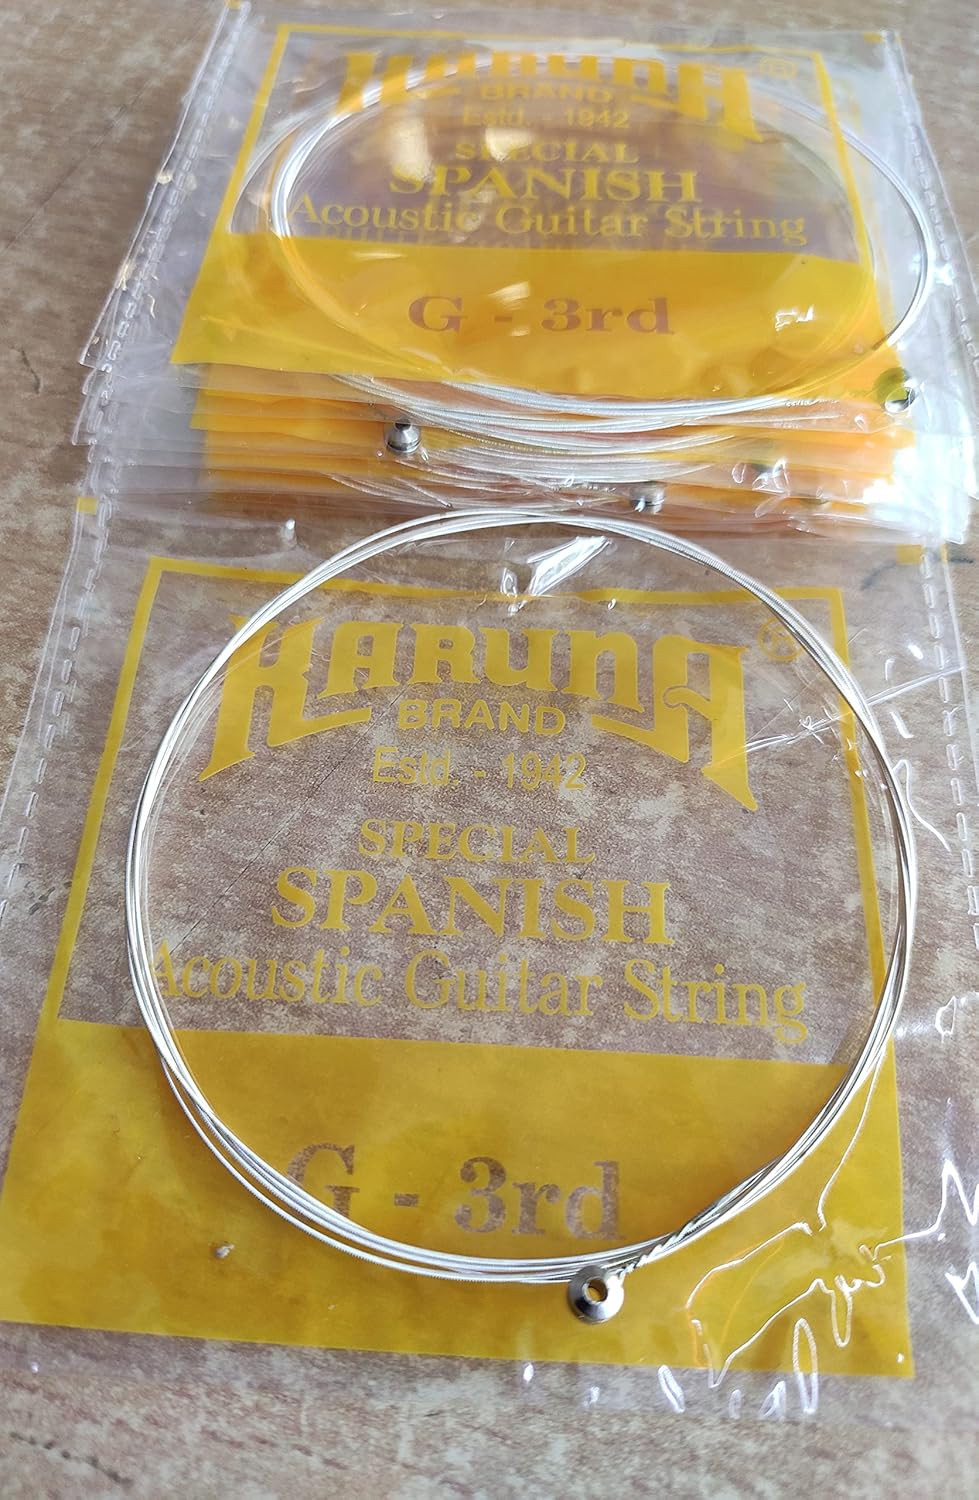 KARUNA ®
BRAND
Estd. - 1942
SPECIAL
SPANISH
Acoustic Guitar String
G - 3rd
KARUNA ®
BRAND
Estd. - 1942
SPECIAL
SPANISH
Acoustic Guitar String
G - 3rd